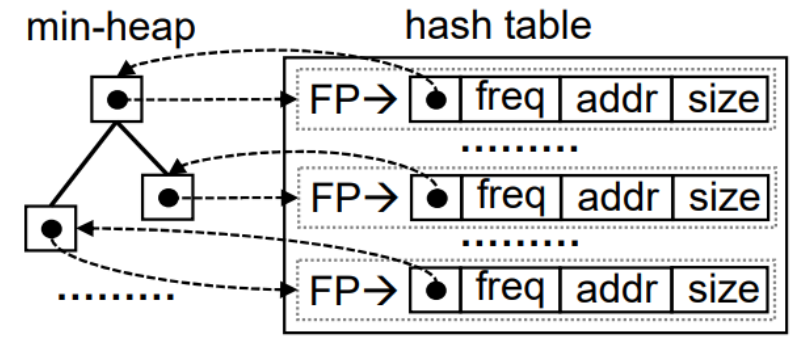 min-heap
hash table
FP→ freq addr size
.........
FP→ freq addr size
.........
FP→ freq addr size
.........